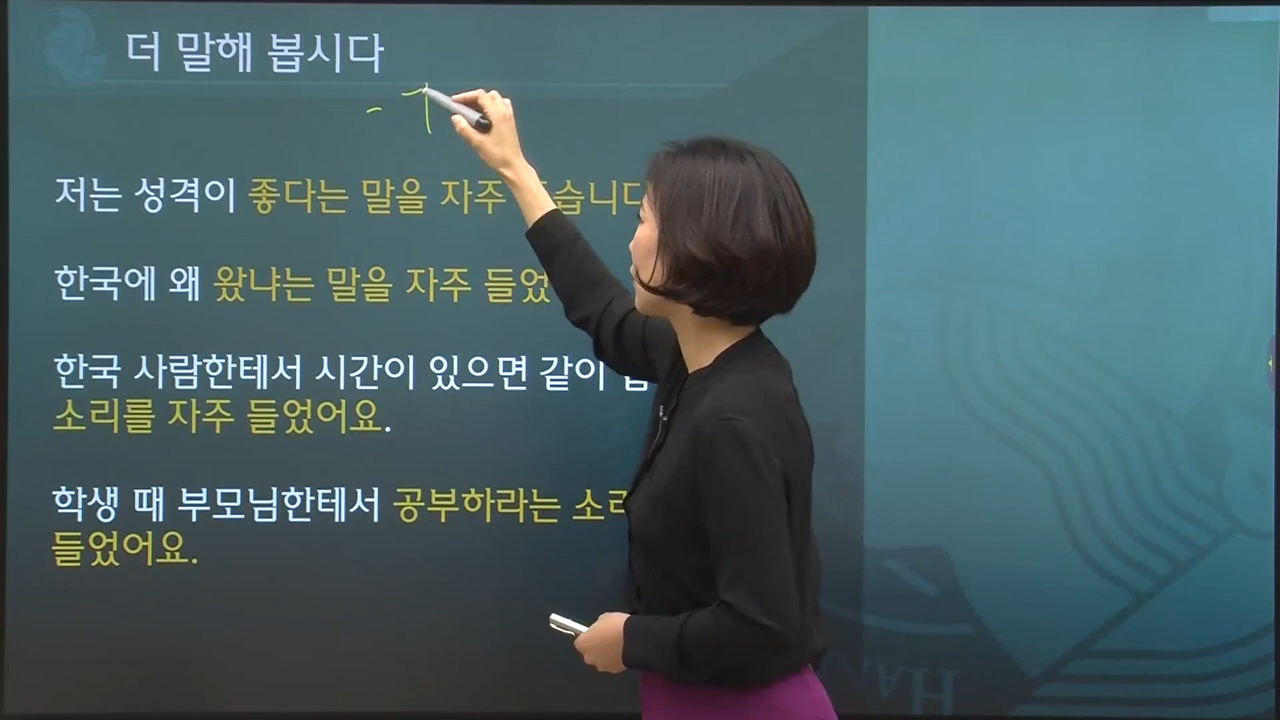 더 말해 봅시다
저는 성격이 좋다는 말을 자주
한국에 왜 왔냐는 말을 자주
한국 사람한테서 시간이 있으면 같이
소리를 자주 들었어요.
학생 때 부모님한테서 공부하라는
들었어요.